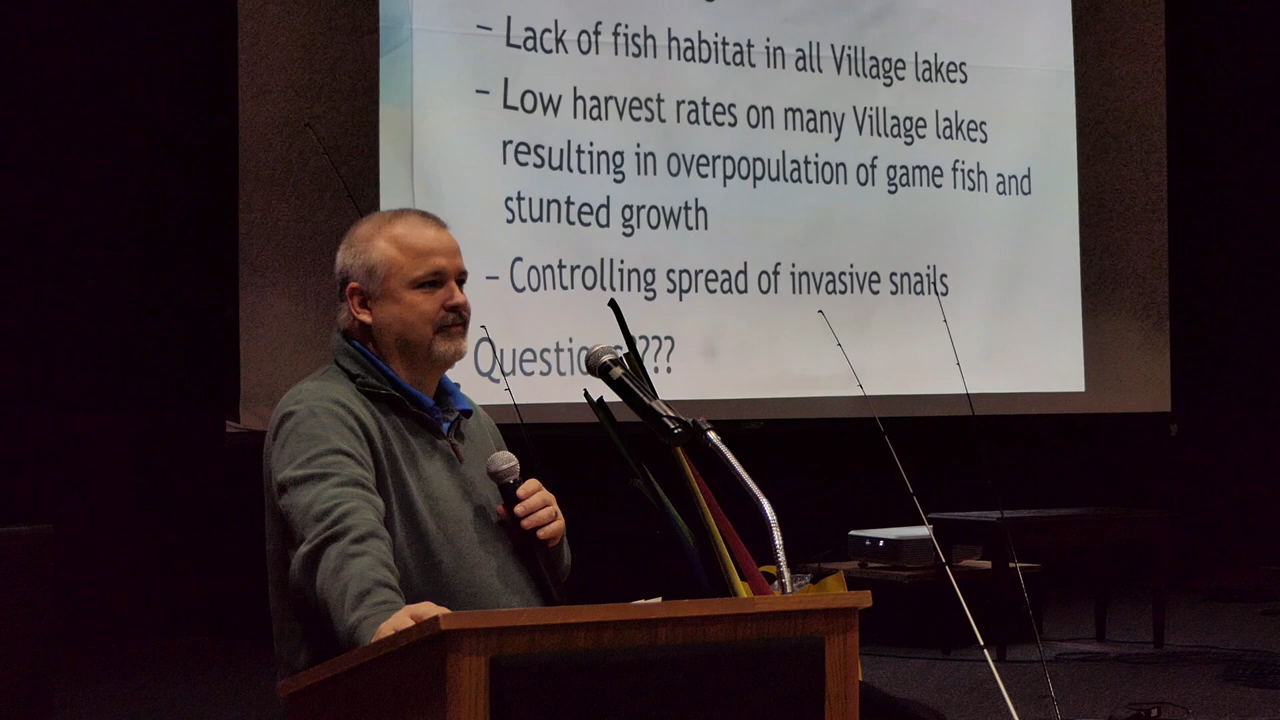 – Lack of fish habitat in all Village lakes
– Low harvest rates on many Village lakes
resulting in overpopulation of game fish and
stunted growth
– Controlling spread of invasive snails
Questions????